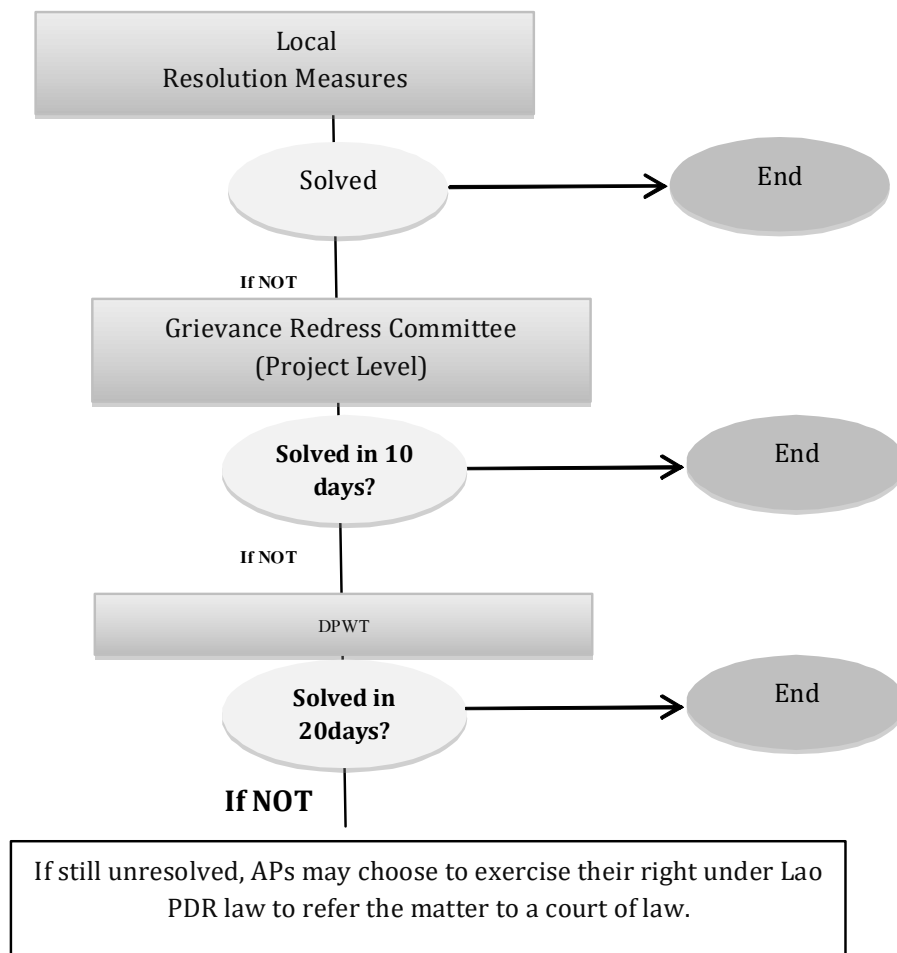 Local
Resolution Measures
Solved
End
If NOT
Grievance Redress Committee
(Project Level)
Solved in 10
days?
End
If NOT
DPWT
Solved in
20days?
End
If NOT
If still unresolved, APs may choose to exercise their right under Lao
PDR law to refer the matter to a court of law.